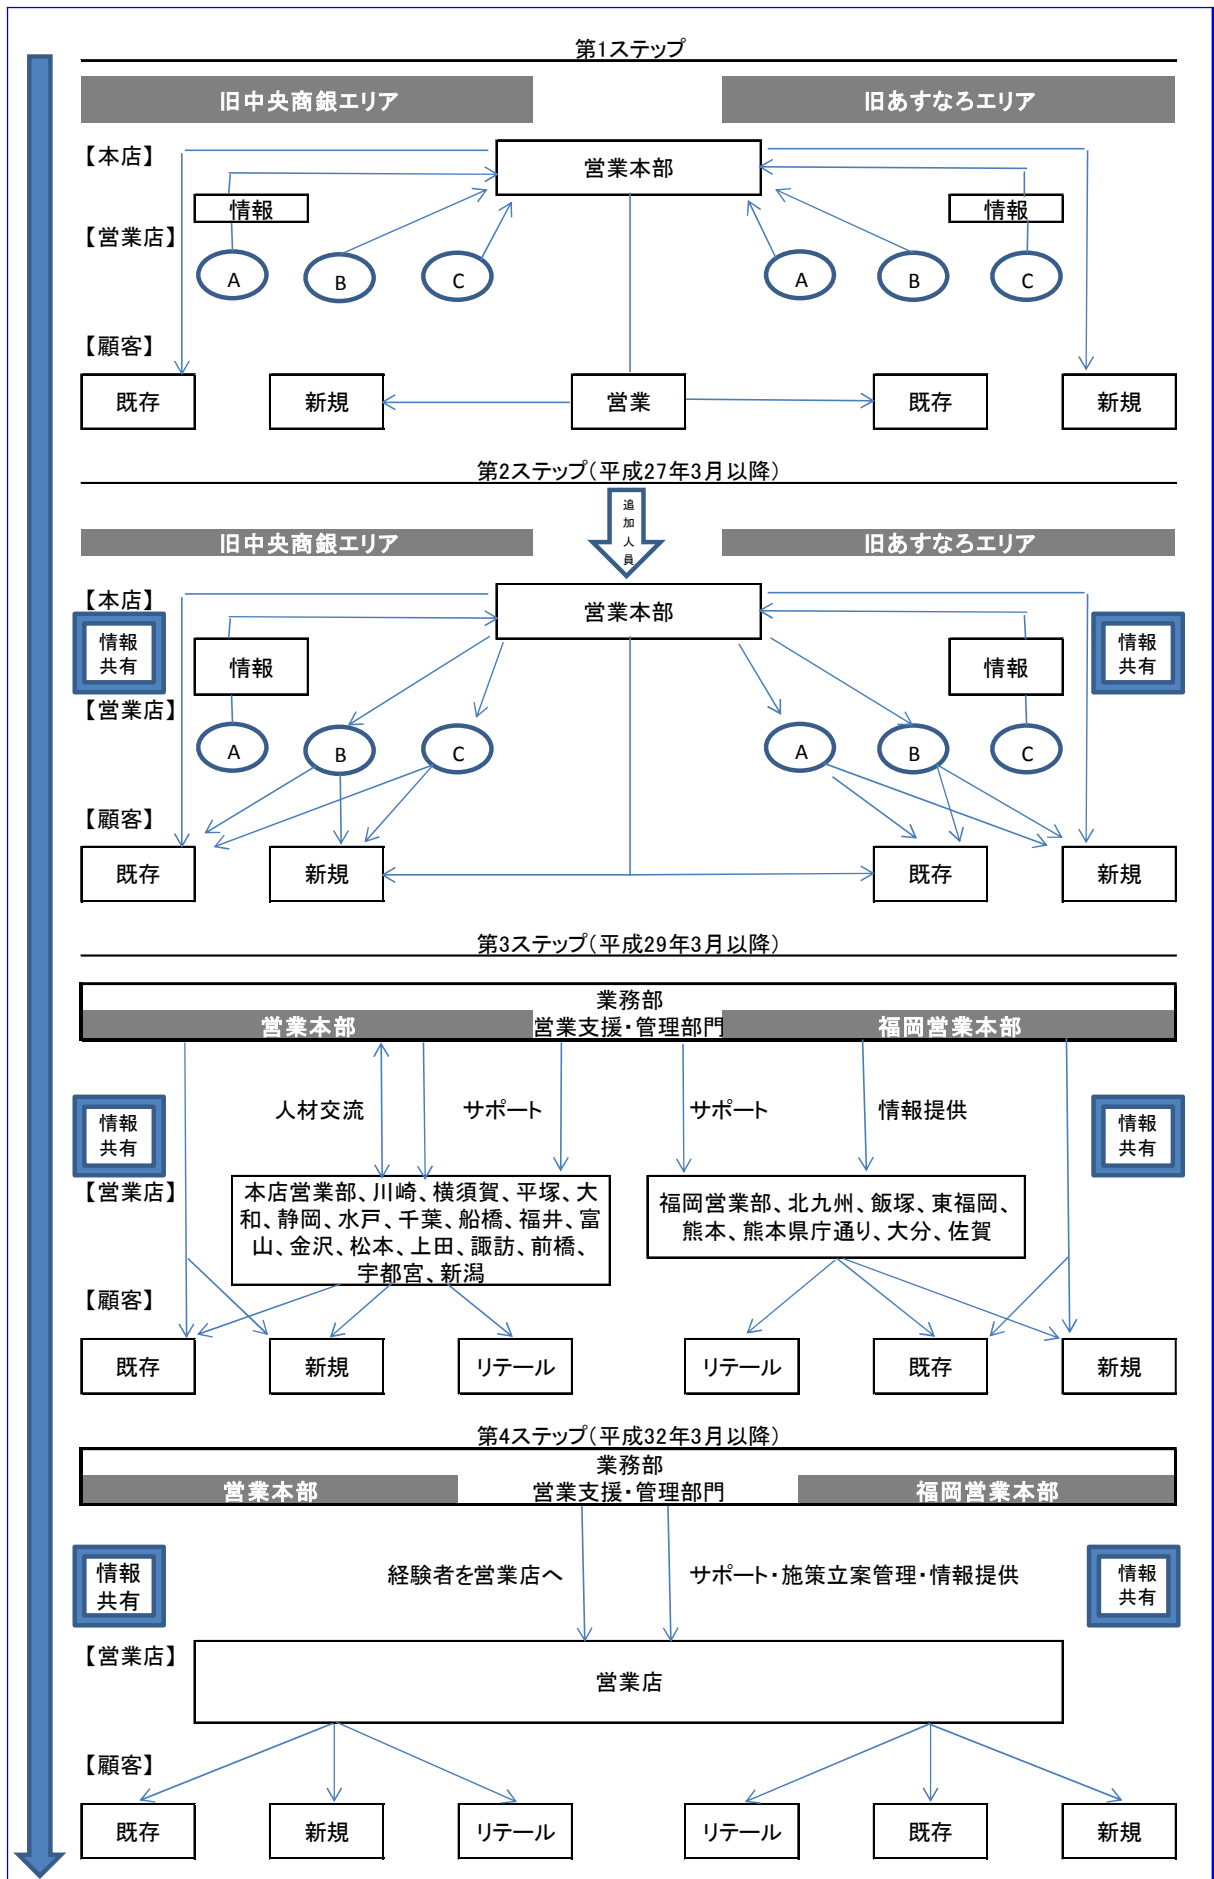 第1ステップ
旧中央商銀エリア
旧あすなろエリア
【本店】
営業本部
情報
情報
【営業店】
A
B
C
A
B
C
【顧客】
既存
新規
営業
既存
新規
第2ステップ(平成27年3月以降)
追
加
人
員
旧中央商銀エリア
旧あすなろエリア
【本店】
営業本部
情報
共有
情報
情報
情報
共有
【営業店】
A
B
C
A
B
C
【顧客】
既存
新規
既存
新規
第3ステップ(平成29年3月以降)
業務部
営業本部
営業支援・管理部門
福岡営業本部
人材交流
サポート
サポート
情報提供
情報
共有
情報
共有
【営業店】
本店営業部、川崎、横須賀、平塚、大
和、静岡、水戸、千葉、船橋、福井、富
山、金沢、松本、上田、諏訪、前橋、
宇都宮、新潟
福岡営業部、北九州、飯塚、東福岡、
熊本、熊本県庁通り、大分、佐賀
【顧客】
既存
新規
リテール
リテール
既存
新規
第4ステップ(平成32年3月以降)
業務部
営業本部
営業支援・管理部門
福岡営業本部
情報
共有
経験者を営業店へ
サポート・施策立案管理・情報提供
情報
共有
【営業店】
営業店
【顧客】
既存
新規
リテール
リテール
既存
新規